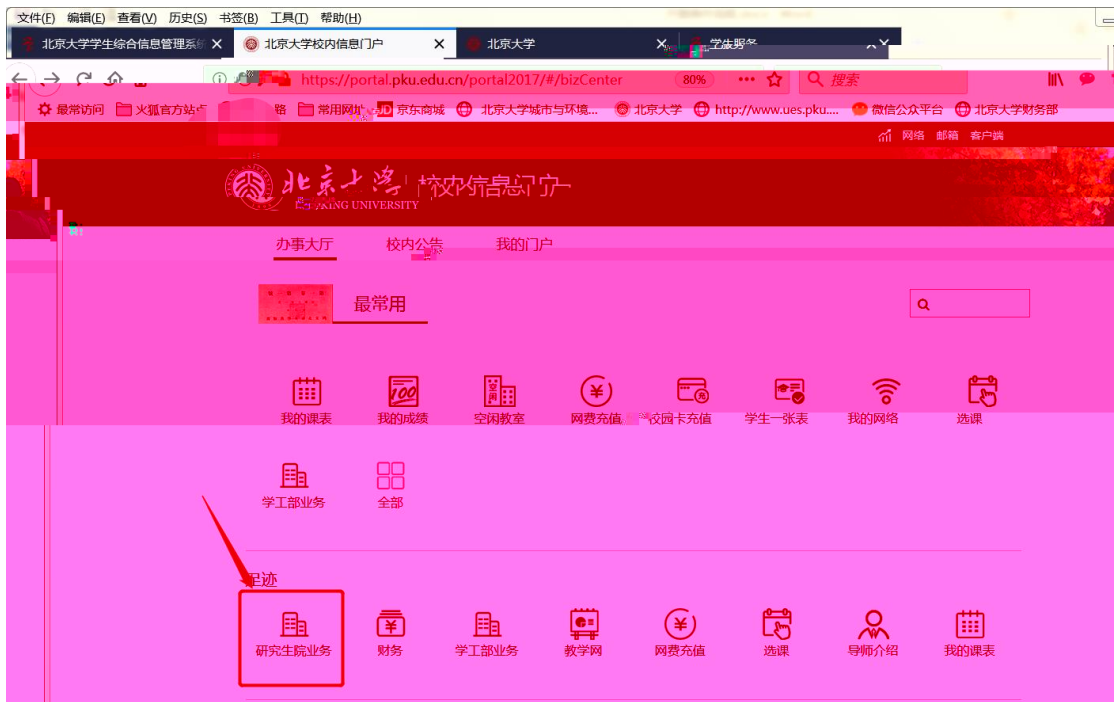 文件(F) 编辑(E) 查看(V) 历史(S) 书签(B) 工具(T) 帮助(H)
北京大学学生综合信息管理系统 北京大学校内信息门户 北京大学
https://portal.pku.edu.cn/portal2017/#/bizCenter 80% 搜索
最常访问 火狐官方站点 常用网址 JD 京东商城 北京大学城市与环境... 北京大学 http://www.ues.pku.... 微信公众平台 北京大学财务部
网络 邮箱 客户端
北京大学 校内信息门户
PEKING UNIVERSITY
办事大厅 校内公告 我的门户
最常用
我的课表 我的成绩 空闲教室 网费充值 校园卡充值 学生一张表 我的网络 选课
学工部业务 全部
足迹
研究生院业务 财务 学工部业务 教学网 网费充值 选课 导师介绍 我的课表